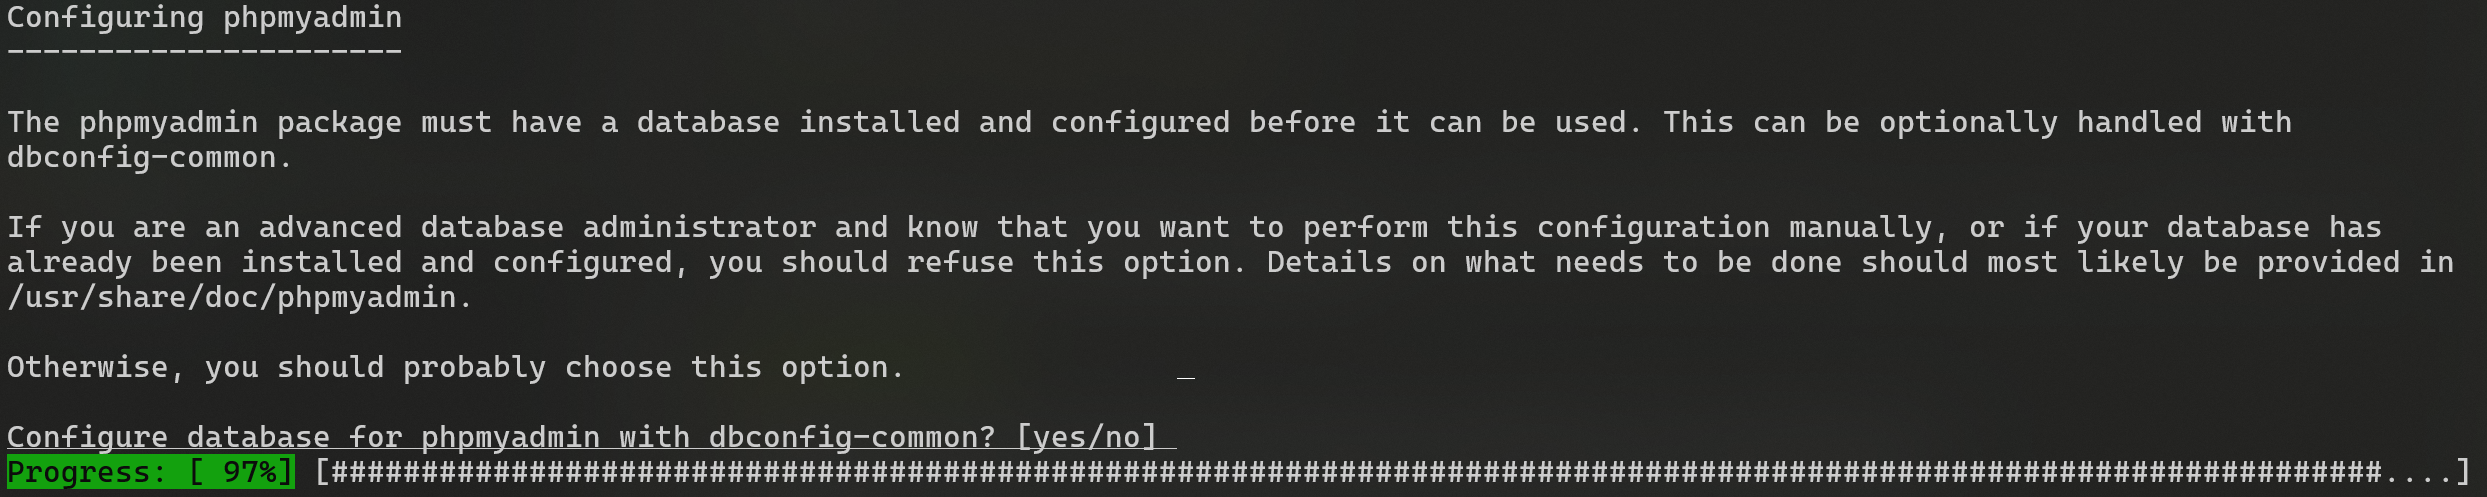 Configuring phpmyadmin
----------------------
The phpmyadmin package must have a database installed and configured before it can be used. This can be optionally handled with
dbconfig-common.
If you are an advanced database administrator and know that you want to perform this configuration manually, or if your database has
already been installed and configured, you should refuse this option. Details on what needs to be done should most likely be provided in
/usr/share/doc/phpmyadmin.
Otherwise, you should probably choose this option.
Configure database for phpmyadmin with dbconfig-common? [yes/no]
Progress: [ 97%] [##################################################################################################################....]